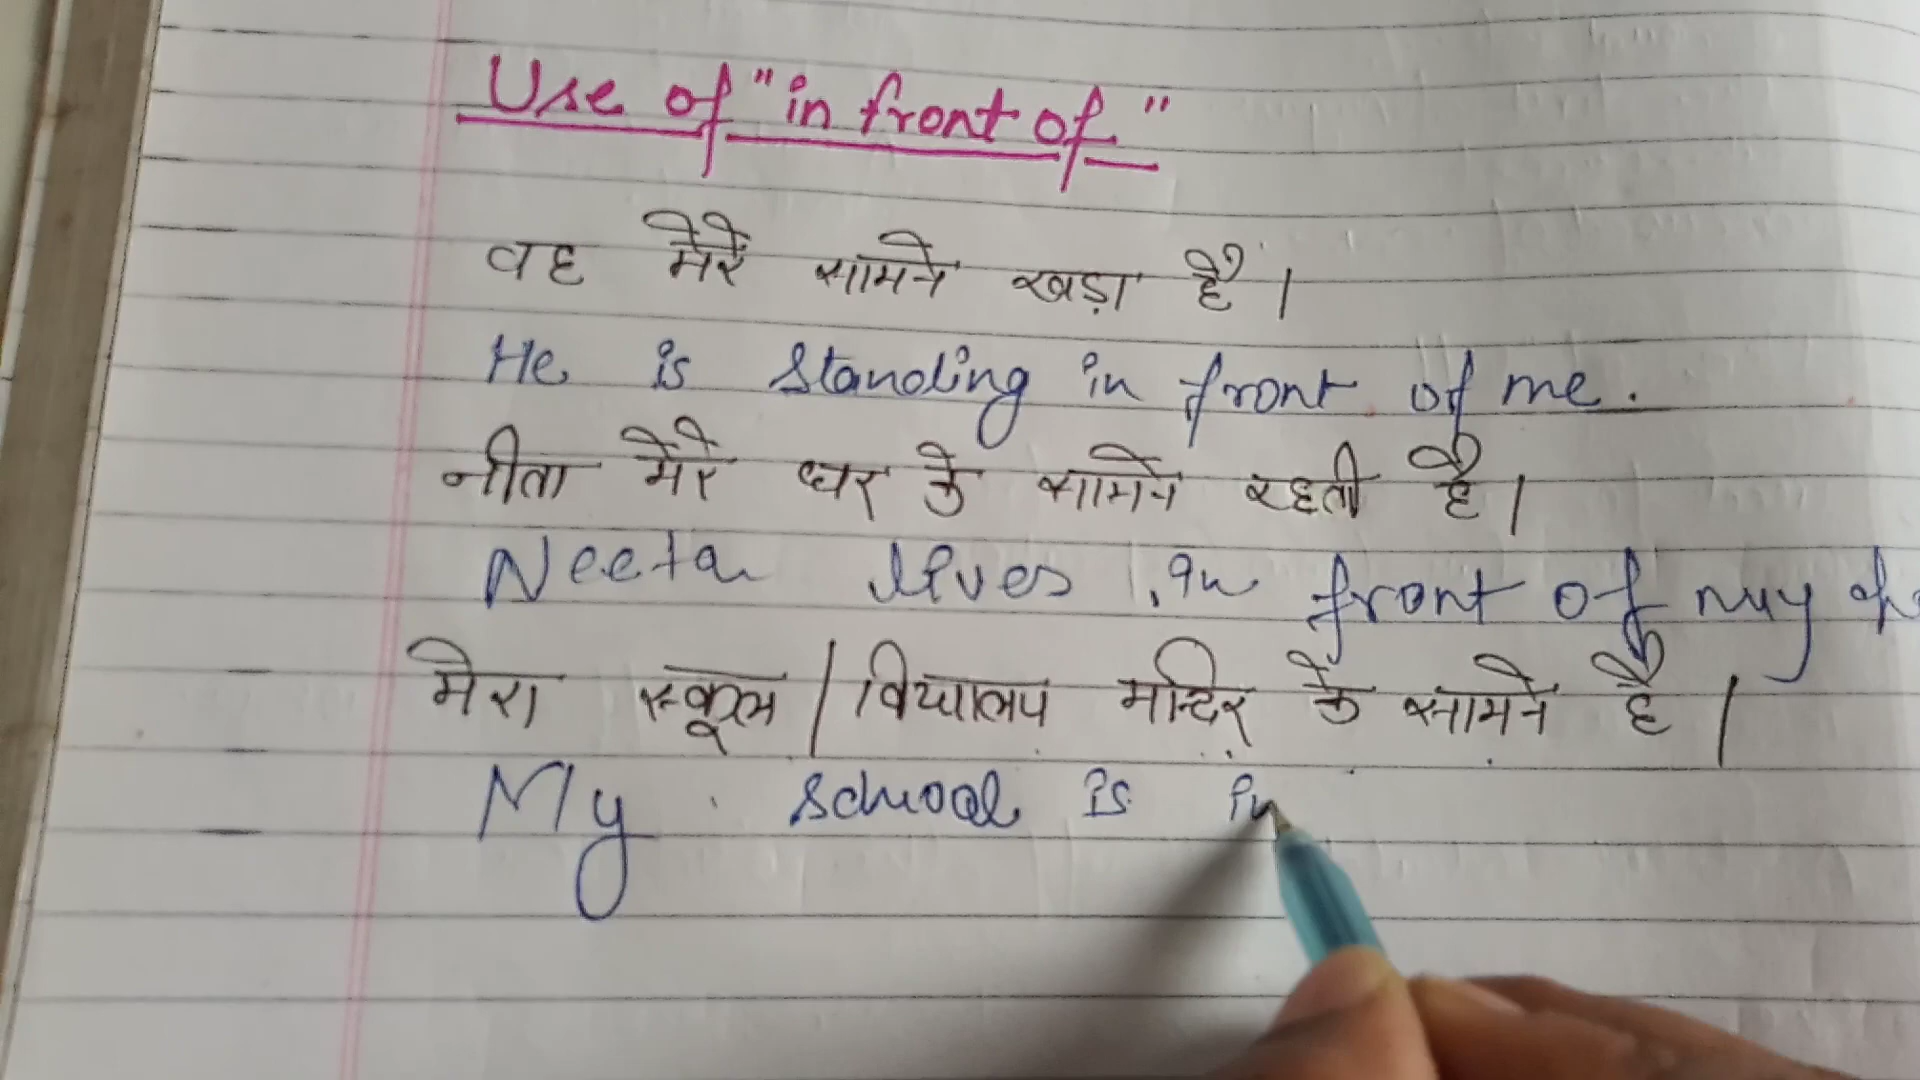 Use of "in front of"
वह मेरे सामने खड़ा है।
He is standing in front of me.
नीता मेरे घर के सामने रहती है।
Neeta lives in front of my
मेरा स्कूल / विद्यालय मन्दिर के सामने है।
My school is in